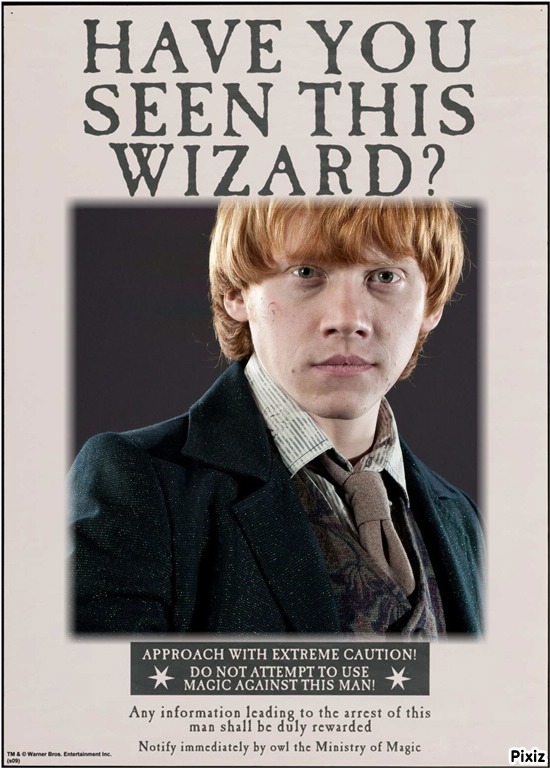 HAVE YOU
SEEN THIS
WIZARD?
APPROACH WITH EXTREME CAUTION!
DO NOT ATTEMPT TO USE
MAGIC AGAINST THIS MAN!
Any information leading to the arrest of this
man shall be duly rewarded
Notify immediately by owl the Ministry of Magic
TM & © Warner Bros. Entertainment Inc.
(s09)
Pixiz